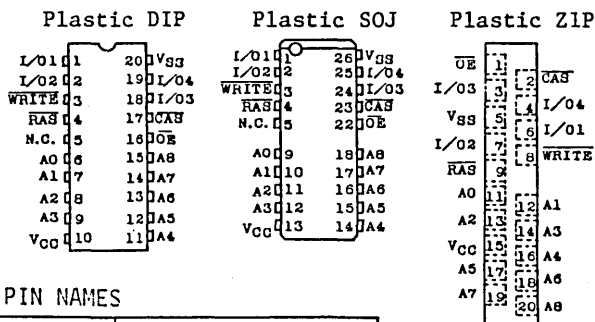 Plastic DIP Plastic SOJ Plastic ZIP
I/O1 1 20 VSS
I/O2 2 19 I/O4
WRITE 3 18 I/O3
RAS 4 17 CAS
N.C. 5 16 OE
A0 6 15 A8
A1 7 14 A7
A2 8 13 A6
A3 9 12 A5
VCC 10 11 A4
I/O1 1 26 VSS
I/O2 2 25 I/O4
WRITE 3 24 I/O3
RAS 4 23 CAS
N.C. 5 22 OE
A0 9 18 A8
A1 10 17 A7
A2 11 16 A6
A3 12 15 A5
VCC 13 14 A4
OE 1
2 CAS
I/O3 3
4 I/O4
VSS 5
6 I/O1
I/O2 7
8 WRITE
RAS 9
A0 11
12 A1
A2 13
14 A3
VCC 15
16 A4
A5 17
18 A6
A7 19
20 A8
PIN NAMES